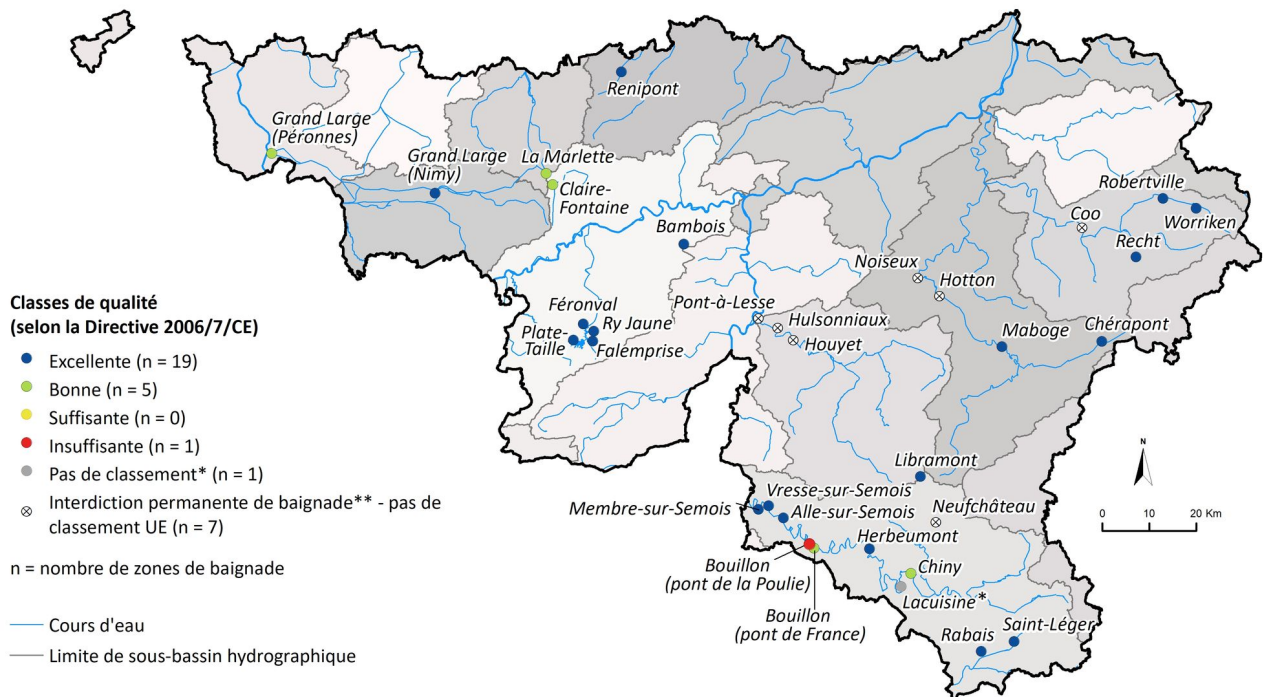 Renipont
Grand Large
(Péronnes)
Grand Large
(Nimy)
La Marlette
Claire-
Fontaine
Robertville
Coo
Worriken
Recht
Bambois
Noiseux
Hotton
Classes de qualité
(selon la Directive 2006/7/CE)
Excellente (n = 19)
Bonne (n = 5)
Suffisante (n = 0)
Insuffisante (n = 1)
Pas de classement* (n = 1)
Interdiction permanente de baignade** - pas de
classement UE (n = 7)
n = nombre de zones de baignade
Cours d'eau
Limite de sous-bassin hydrographique
Féronval
Ry Jaune
Plate-
Taille
Falemprise
Pont-à-Lesse
Hulsonniaux
Houyet
Maboge
Chérapont
N
0 10 20 Km
Libramont
Vresse-sur-Semois
Membre-sur-Semois
Alle-sur-Semois
Neufchâteau
Herbeumont
Bouillon
(pont de la Poulie)
Chiny
Lacuisine*
Bouillon
(pont de France)
Saint-Léger
Rabais